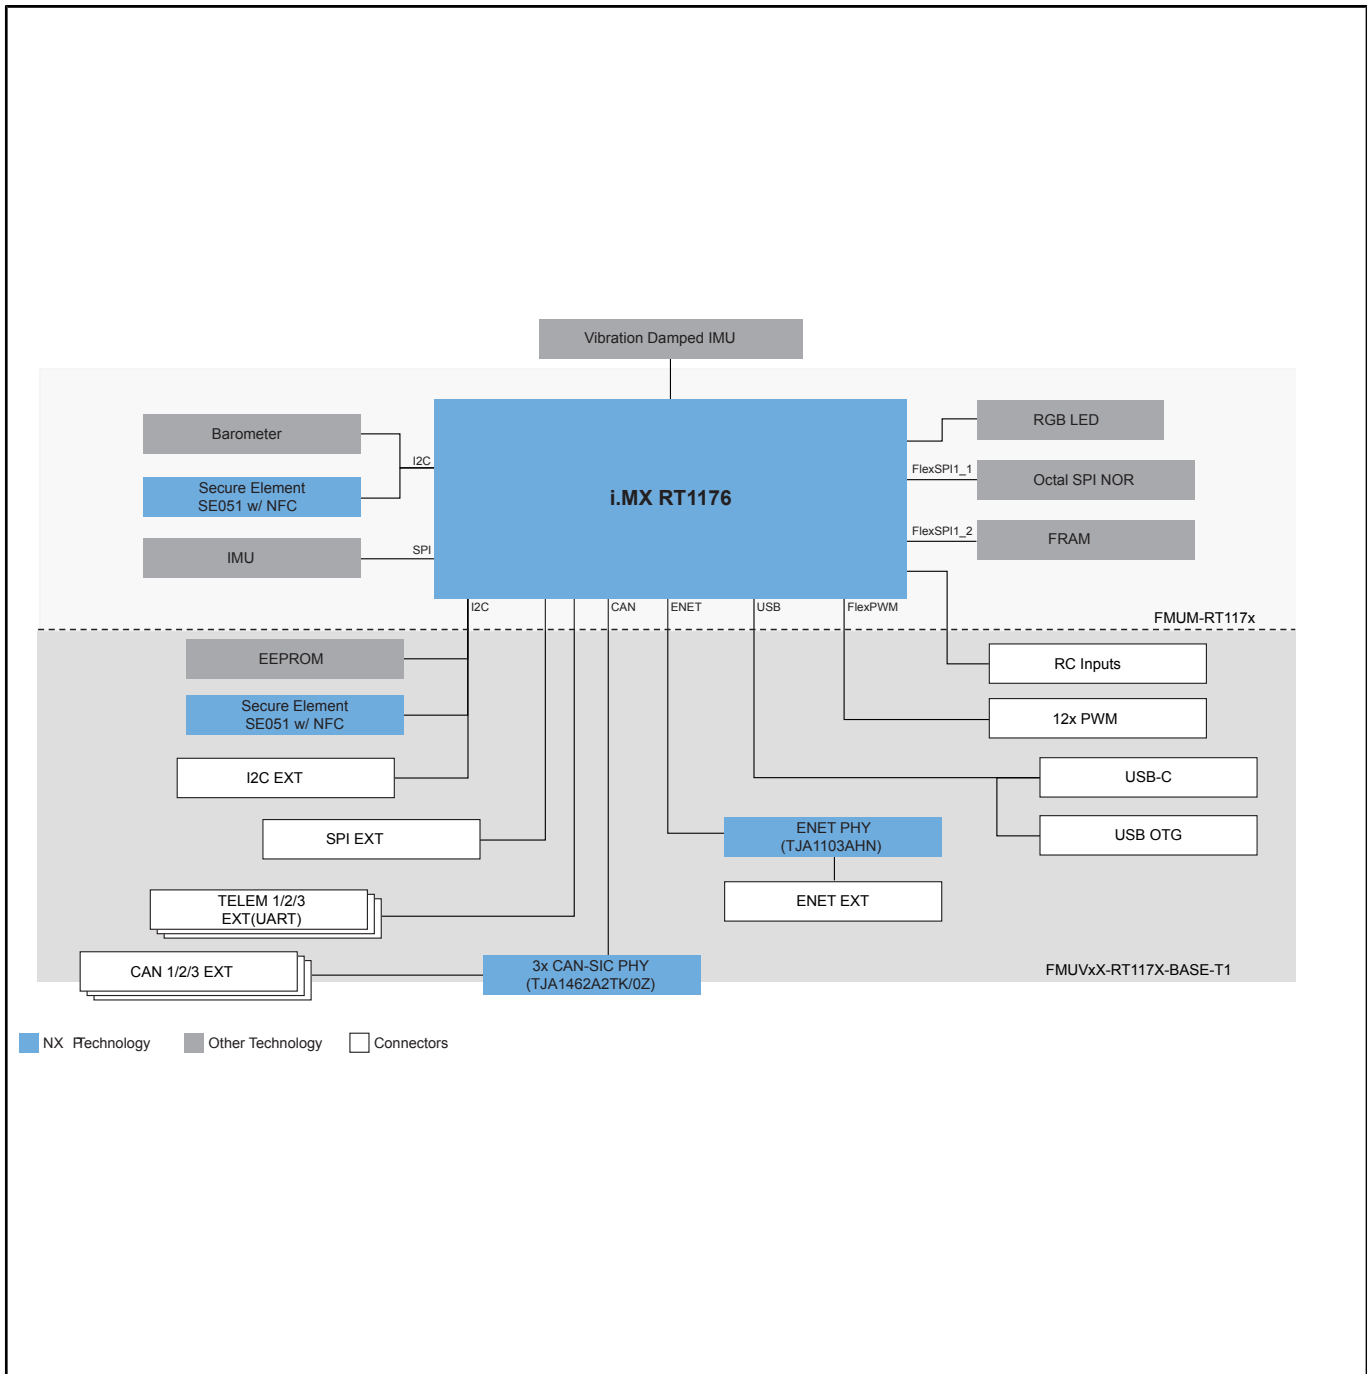 Vibration Damped IMU
Barometer
RGB LED
I2C
FlexSPI1_1
Secure Element
SE051 w/ NFC
i.MX RT1176
Octal SPI NOR
FlexSPI1_2
IMU
SPI
FRAM
I2C
CAN
ENET
USB
FlexPWM
FMUM-RT117x
EEPROM
RC Inputs
Secure Element
SE051 w/ NFC
12x PWM
I2C EXT
USB-C
SPI EXT
ENET PHY
(TJA1103AHN)
USB OTG
TELEM 1/2/3
EXT(UART)
ENET EXT
CAN 1/2/3 EXT
3x CAN-SIC PHY
(TJA1462A2TK/0Z)
FMUVxX-RT117X-BASE-T1
NXP Technology
Other Technology
Connectors